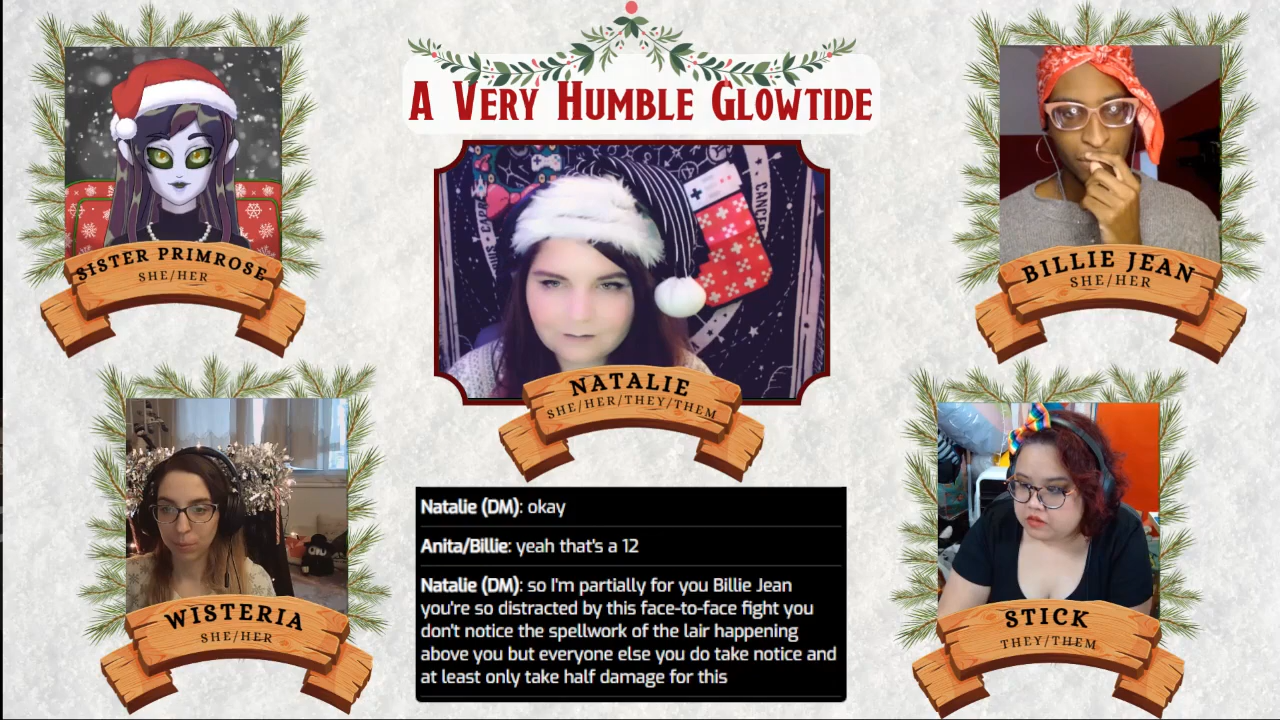 A VERY HUMBLE GLOWTIDE
SISTER PRIMROSE
SHE/HER
BILLIE JEAN
SHE/HER
CANCER
CAPR
NATALIE
SHE/HER/THEY/THEM
WISTERIA
SHE/HER
STICK
THEY/THEM
Natalie (DM): okay
Anita/Billie: yeah that's a 12
Natalie (DM): so I'm partially for you Billie Jean
you're so distracted by this face-to-face fight you
don't notice the spellwork of the lair happening
above you but everyone else you do take notice and
at least only take half damage for this